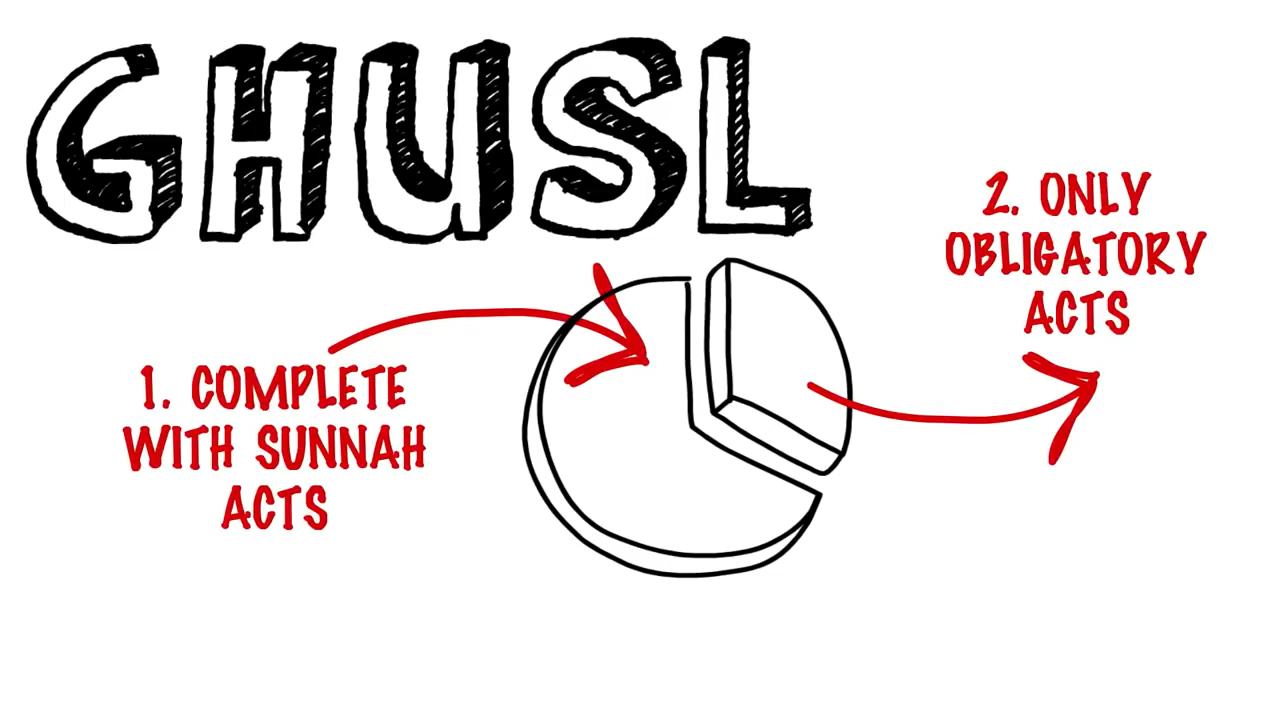 GHUSL
1. COMPLETE
WITH SUNNAH
ACTS
2. ONLY
OBLIGATORY
ACTS